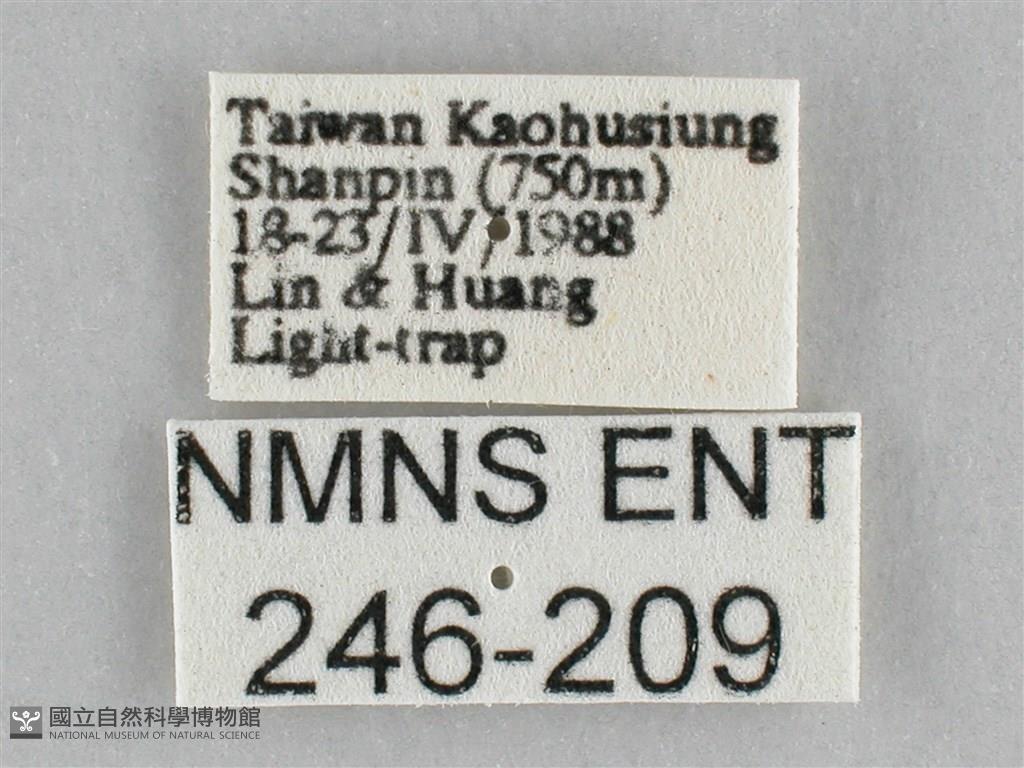 Taiwan Kaohusiung
Shanpin (750m)
18-23/IV/1988
Lin & Huang
Light-trap
NMNS ENT
246-209
國立自然科學博物館
NATIONAL MUSEUM OF NATURAL SCIENCE